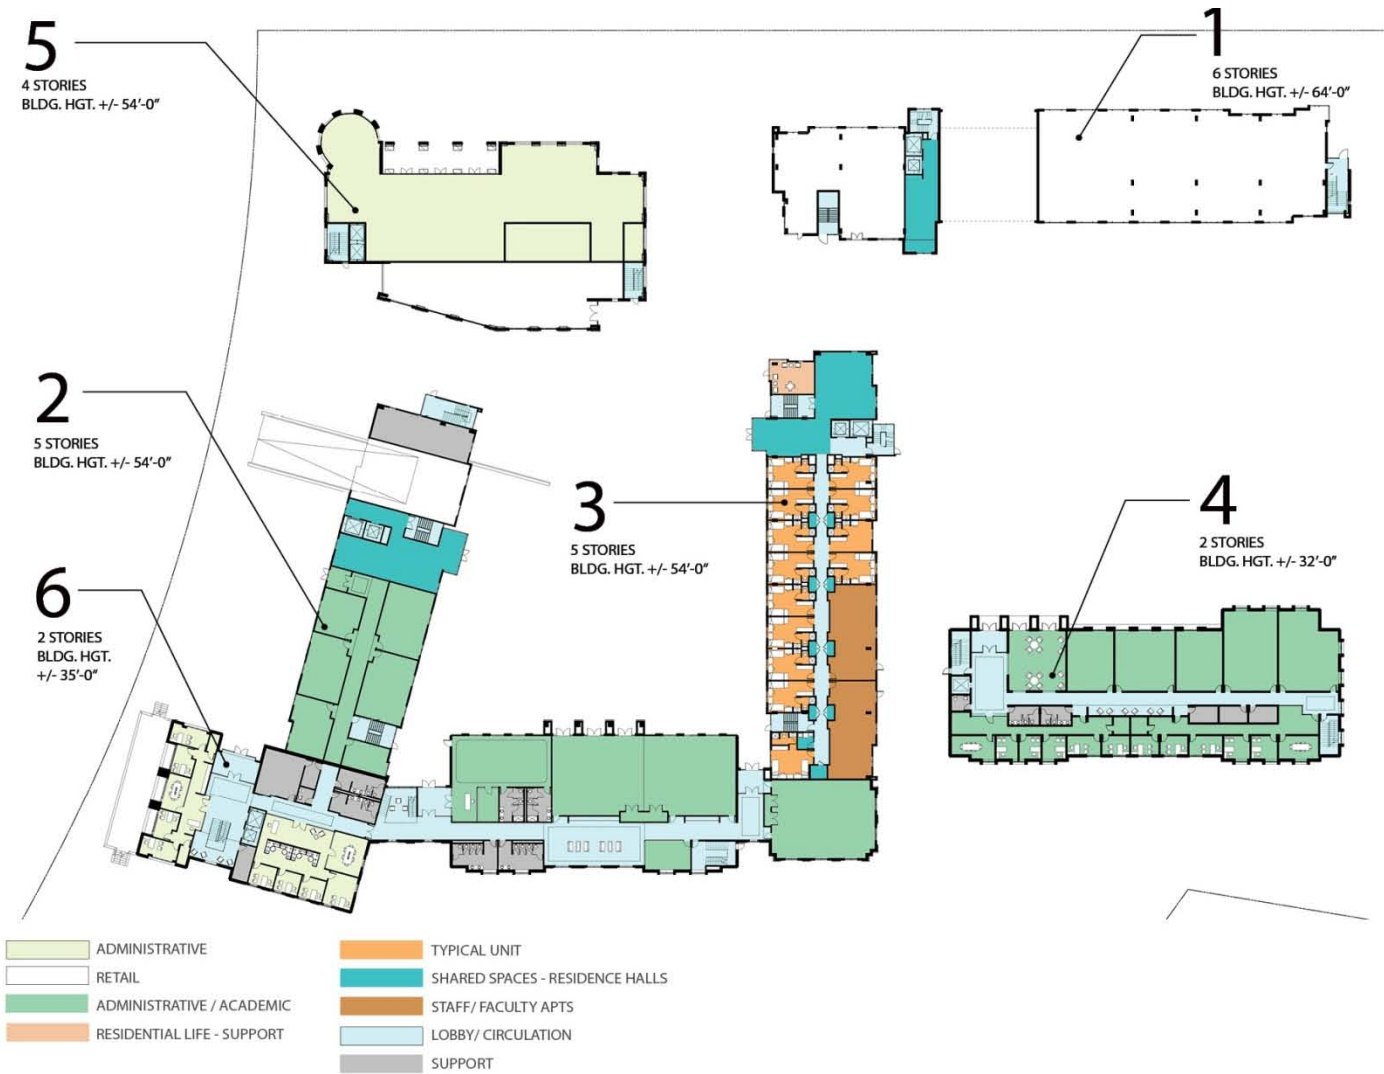 5
4 STORIES
BLDG. HGT. +/- 54'-0"
1
6 STORIES
BLDG. HGT. +/- 64'-0"
2
5 STORIES
BLDG. HGT. +/- 54'-0"
3
5 STORIES
BLDG. HGT. +/- 54'-0"
4
2 STORIES
BLDG. HGT. +/- 32'-0"
6
2 STORIES
BLDG. HGT.
+/- 35'-0"
ADMINISTRATIVE
RETAIL
ADMINISTRATIVE / ACADEMIC
RESIDENTIAL LIFE - SUPPORT
TYPICAL UNIT
SHARED SPACES - RESIDENCE HALLS
STAFF/ FACULTY APTS
LOBBY/ CIRCULATION
SUPPORT